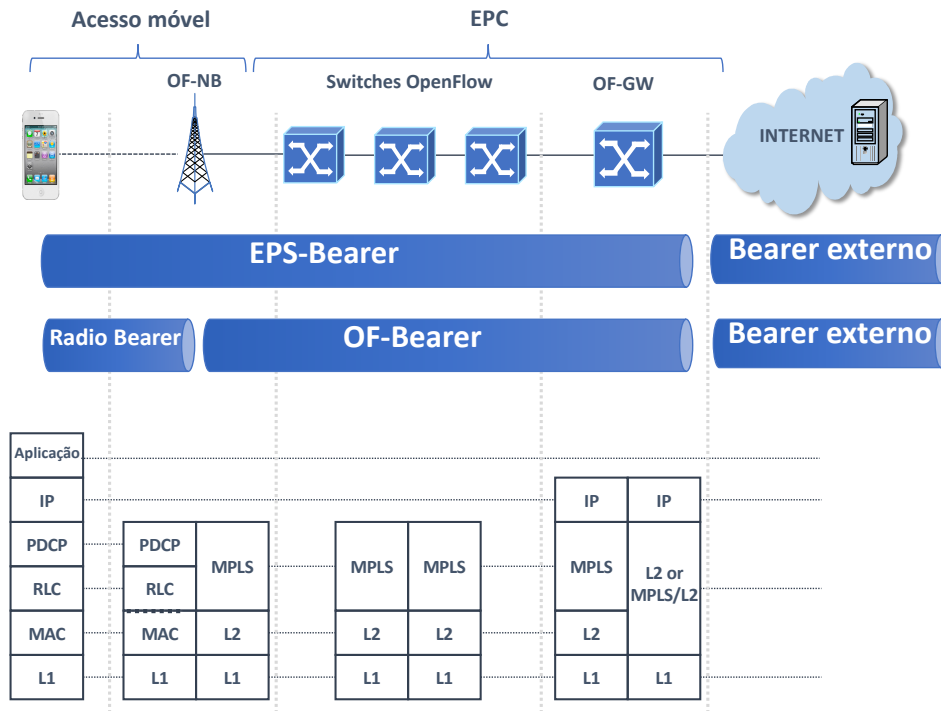 Acesso móvel
EPC
OF-NB
Switches OpenFlow
OF-GW
INTERNET
EPS-Bearer
Bearer externo
Radio Bearer
OF-Bearer
Bearer externo
Aplicação
IP
IP
IP
PDCP
PDCP
MPLS
MPLS
MPLS
MPLS
L2 or
MPLS/L2
RLC
RLC
MAC
MAC
L2
L2
L2
L2
L1
L1
L1
L1
L1
L1
L1